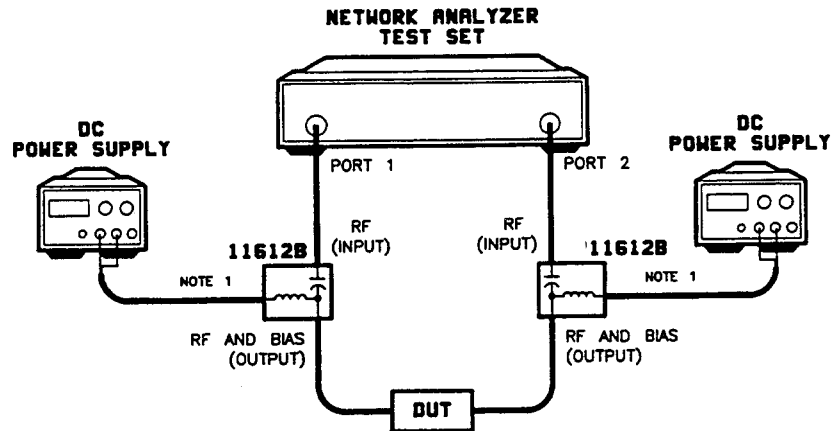 NETWORK ANALYZER
TEST SET
DC
POWER SUPPLY
DC
POWER SUPPLY
PORT 1
PORT 2
RF
(INPUT)
RF
(INPUT)
11612B
11612B
NOTE 1
NOTE 1
RF AND BIAS
(OUTPUT)
RF AND BIAS
(OUTPUT)
DUT